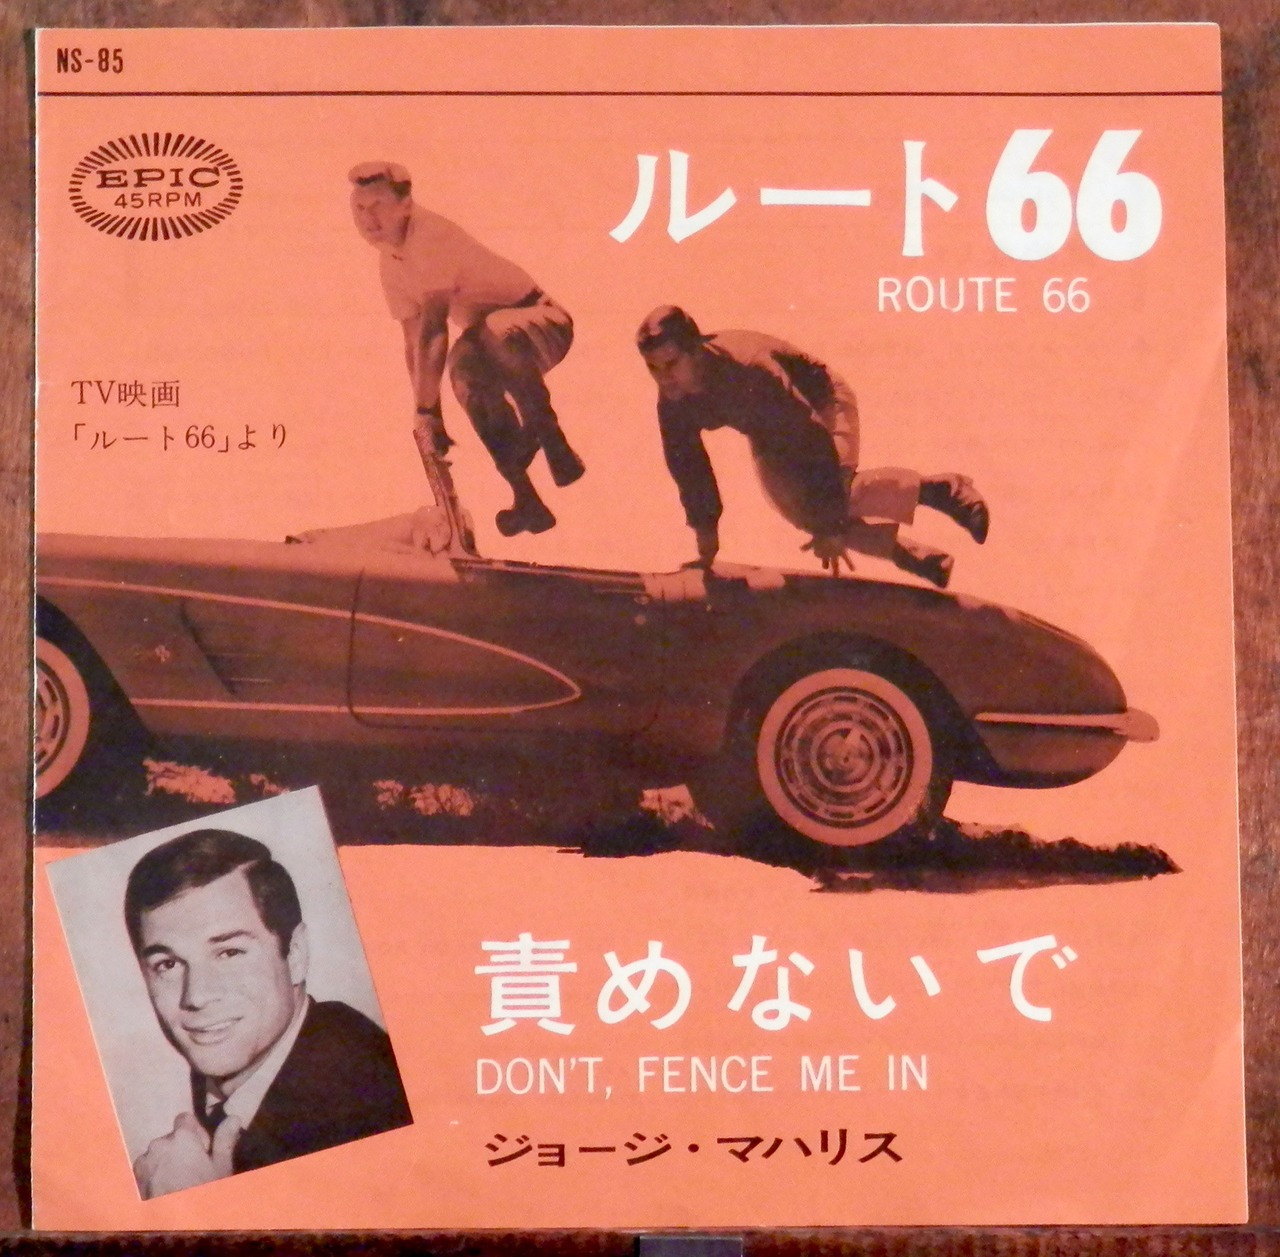 NS-85
EPIC
45RPM
ルート66
ROUTE 66
TV映画
「ルート66」より
責めないで
DON'T, FENCE ME IN
ジョージ・マハリス